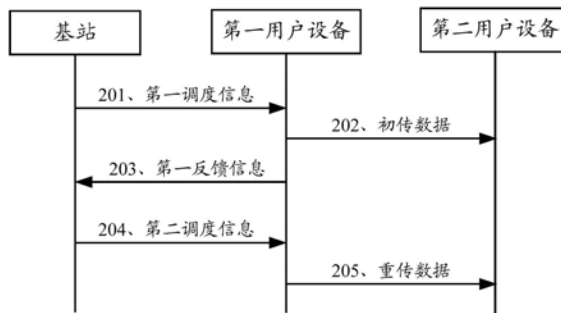 基站
第一用户设备
第二用户设备
201、第一调度信息
202、初传数据
203、第一反馈信息
204、第二调度信息
205、重传数据